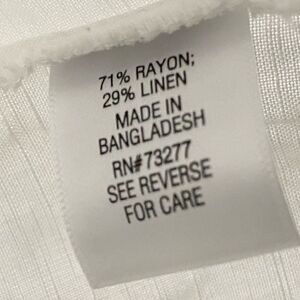 71% RAYON;
29% LINEN
MADE IN
BANGLADESH
RN#73277
SEE REVERSE
FOR CARE